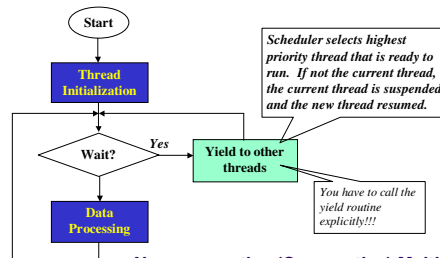 Start
Scheduler selects highest
priority thread that is ready to
run. If not the current thread,
the current thread is suspended
and the new thread resumed.
Thread
Initialization
Wait?
Yes
Yield to other
threads
You have to call the
yield routine
explicitly!!!
Data
Processing